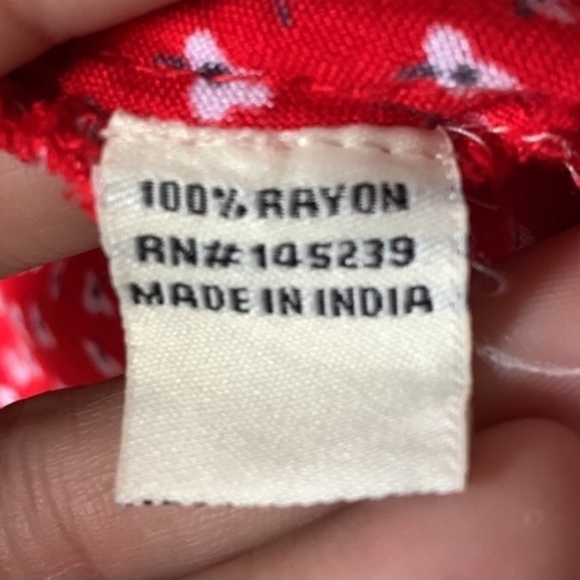 100% RAYON
RN# 145239
MADE IN INDIA